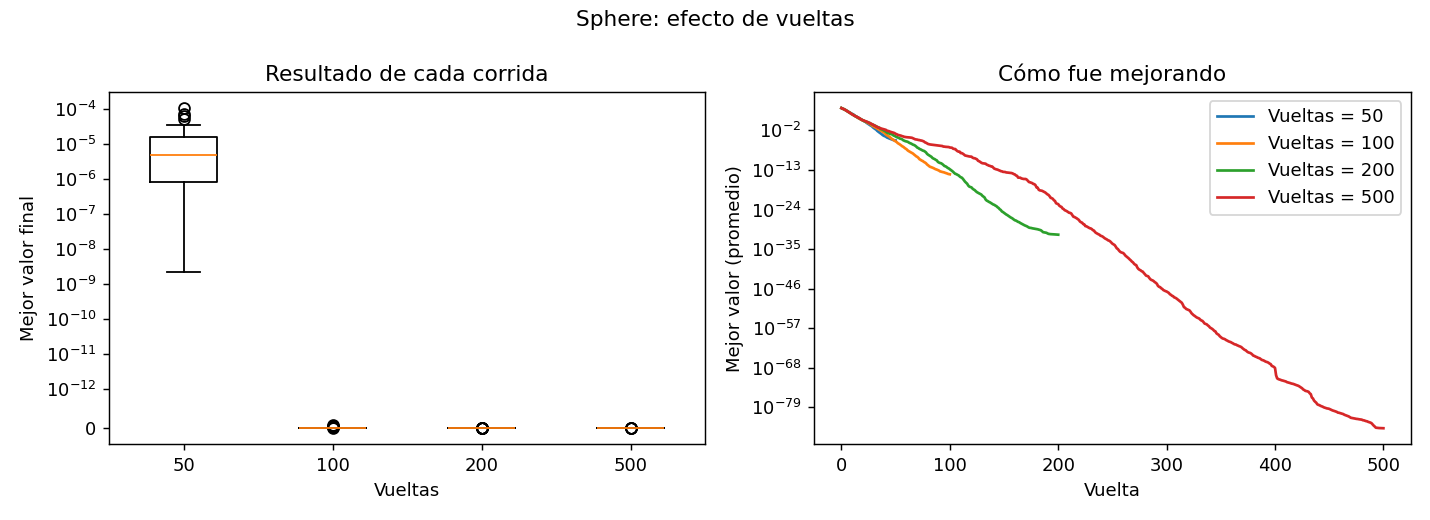 Sphere: efecto de vueltas
Resultado de cada corrida
Mejor valor final
10⁻⁴
10⁻⁵
10⁻⁶
10⁻⁷
10⁻⁸
10⁻⁹
10⁻¹⁰
10⁻¹¹
10⁻¹²
0
50 100 200 500
Vueltas
Cómo fue mejorando
Mejor valor (promedio)
10⁻²
10⁻¹³
10⁻²⁴
10⁻³⁵
10⁻⁴⁶
10⁻⁵⁷
10⁻⁶⁸
10⁻⁷⁹
Vueltas = 50
Vueltas = 100
Vueltas = 200
Vueltas = 500
0 100 200 300 400 500
Vuelta